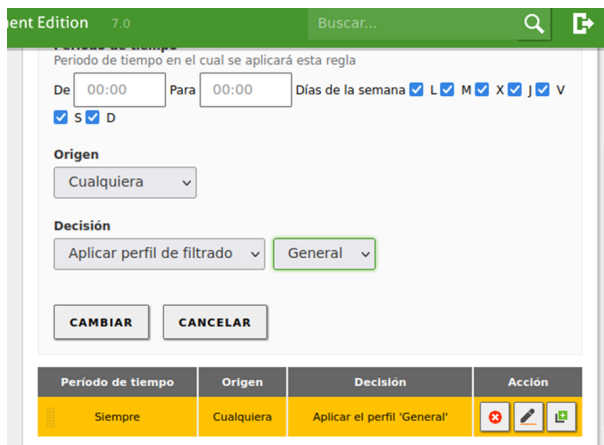 ent Edition 7.0 Buscar...
Período de tiempo
Periodo de tiempo en el cual se aplicará esta regla
De 00:00 Para 00:00 Días de la semana L M X J V
S D
Origen
Cualquiera
Decisión
Aplicar perfil de filtrado General
CAMBIAR CANCELAR
Período de tiempo Origen Decisión Acción
Siempre Cualquiera Aplicar el perfil 'General'